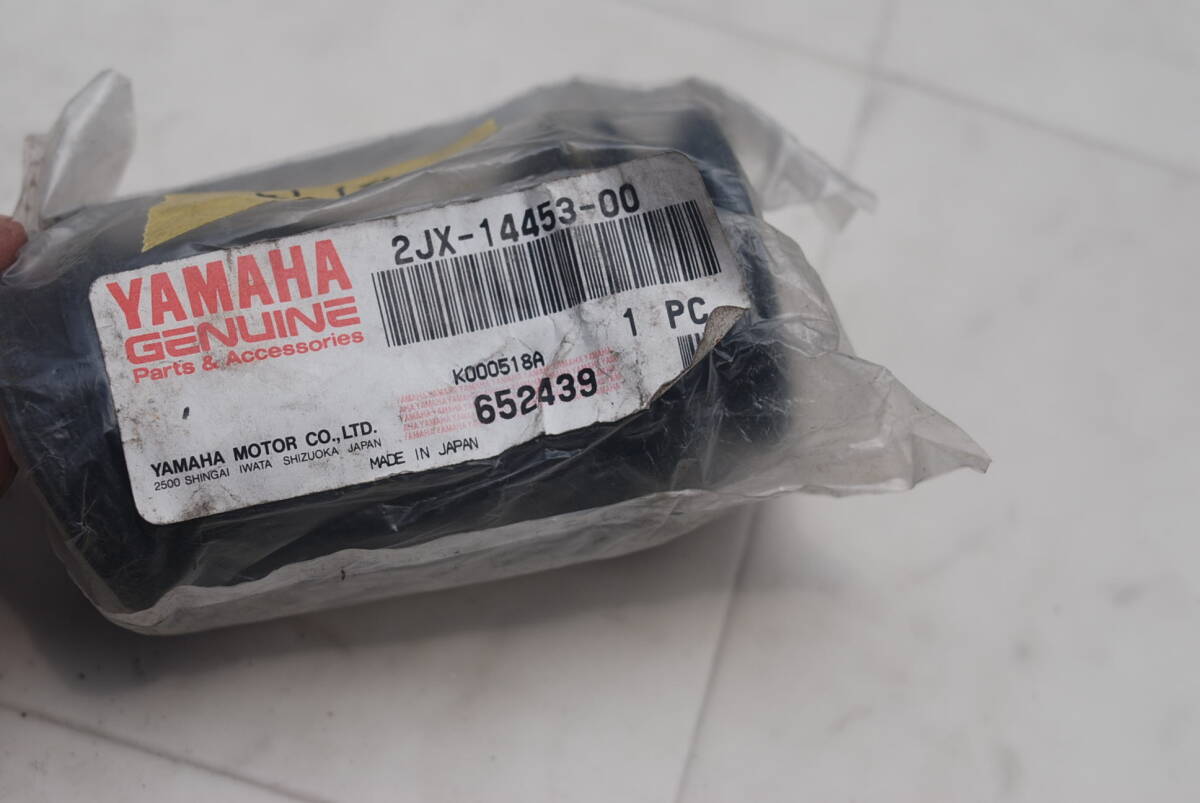 2JX-14453-00
YAMAHA
GENUINE
Parts & Accessories
1 PC
K000518A
652439
YAMAHA MOTOR CO.,LTD.
2500 SHINGAI IWATA SHIZUOKA JAPAN
MADE IN JAPAN